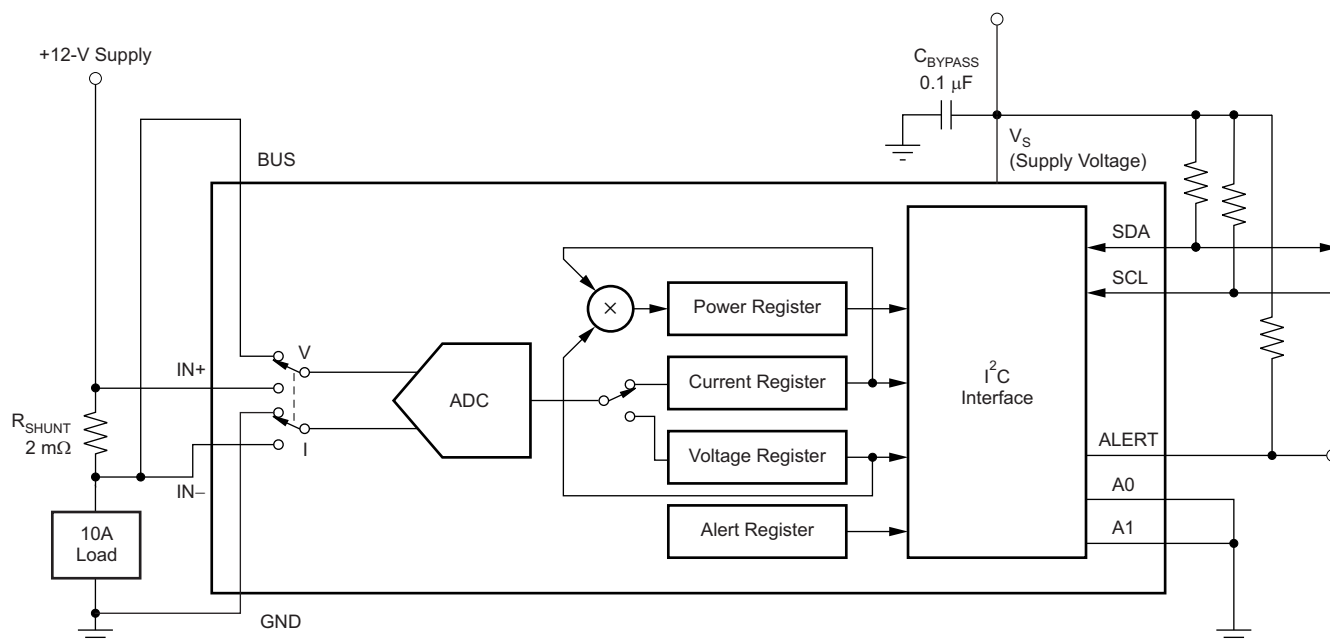 +12-V Supply
C_BYPASS
0.1 μF
V_S
(Supply Voltage)
BUS
SDA
SCL
Power Register
×
V
IN+
ADC
Current Register
I²C
Interface
R_SHUNT
2 mΩ
I
Voltage Register
ALERT
IN–
A0
10A
Load
Alert Register
A1
GND